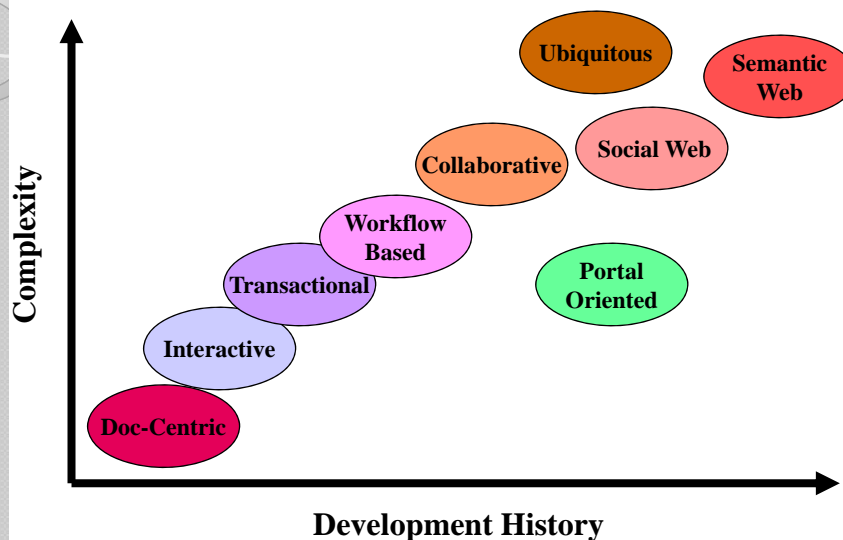 Ubiquitous
Semantic
Web
Social Web
Collaborative
Workflow
Based
Transactional
Portal
Oriented
Interactive
Doc-Centric
Complexity
Development History